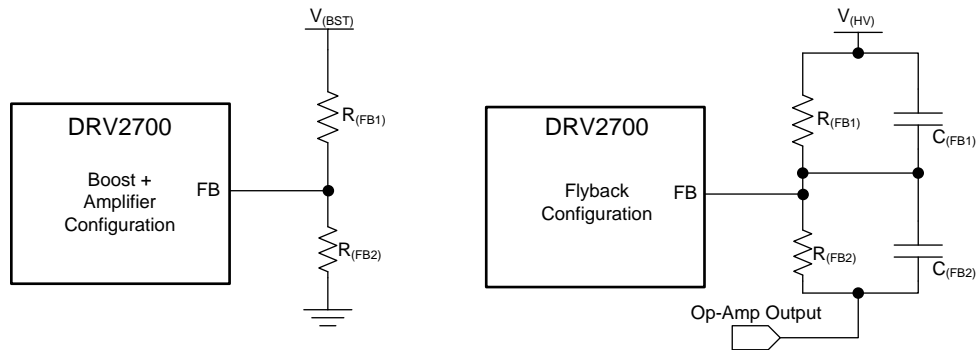 V(BST)
R(FB1)
DRV2700
Boost +
Amplifier
Configuration
FB
R(FB2)
V(HV)
R(FB1)
C(FB1)
DRV2700
Flyback
Configuration
FB
R(FB2)
C(FB2)
Op-Amp Output